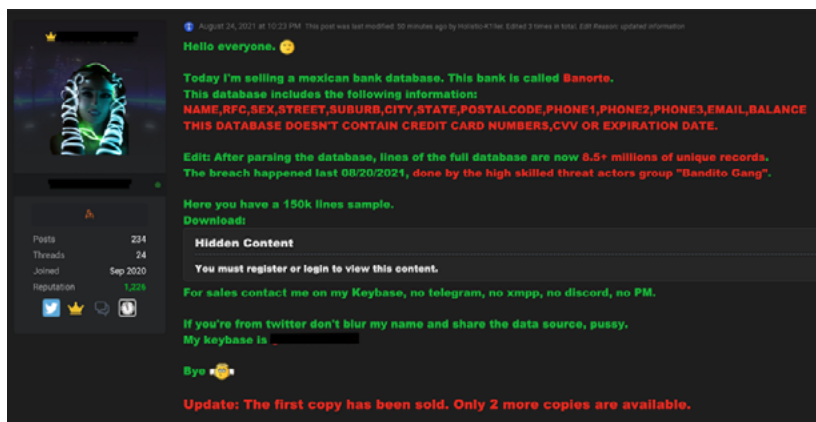 August 24, 2021 at 10:23 PM This post was last modified: 50 minutes ago by Holistic-K1ller. Edited 3 times in total. Edit Reason: updated information
Hello everyone.
Today I'm selling a mexican bank database. This bank is called Banorte.
This database includes the following information:
NAME,RFC,SEX,STREET,SUBURB,CITY,STATE,POSTALCODE,PHONE1,PHONE2,PHONE3,EMAIL,BALANCE
THIS DATABASE DOESN'T CONTAIN CREDIT CARD NUMBERS,CVV OR EXPIRATION DATE.
Edit: After parsing the database, lines of the full database are now 8.5+ millions of unique records.
The breach happened last 08/20/2021, done by the high skilled threat actors group "Bandito Gang".
Here you have a 150k lines sample.
Download:
Hidden Content
You must register or login to view this content.
For sales contact me on my Keybase, no telegram, no xmpp, no discord, no PM.
If you're from twitter don't blur my name and share the data source, pussy.
My keybase is
Bye
Update: The first copy has been sold. Only 2 more copies are available.
Posts 234
Threads 24
Joined Sep 2020
Reputation 1,226